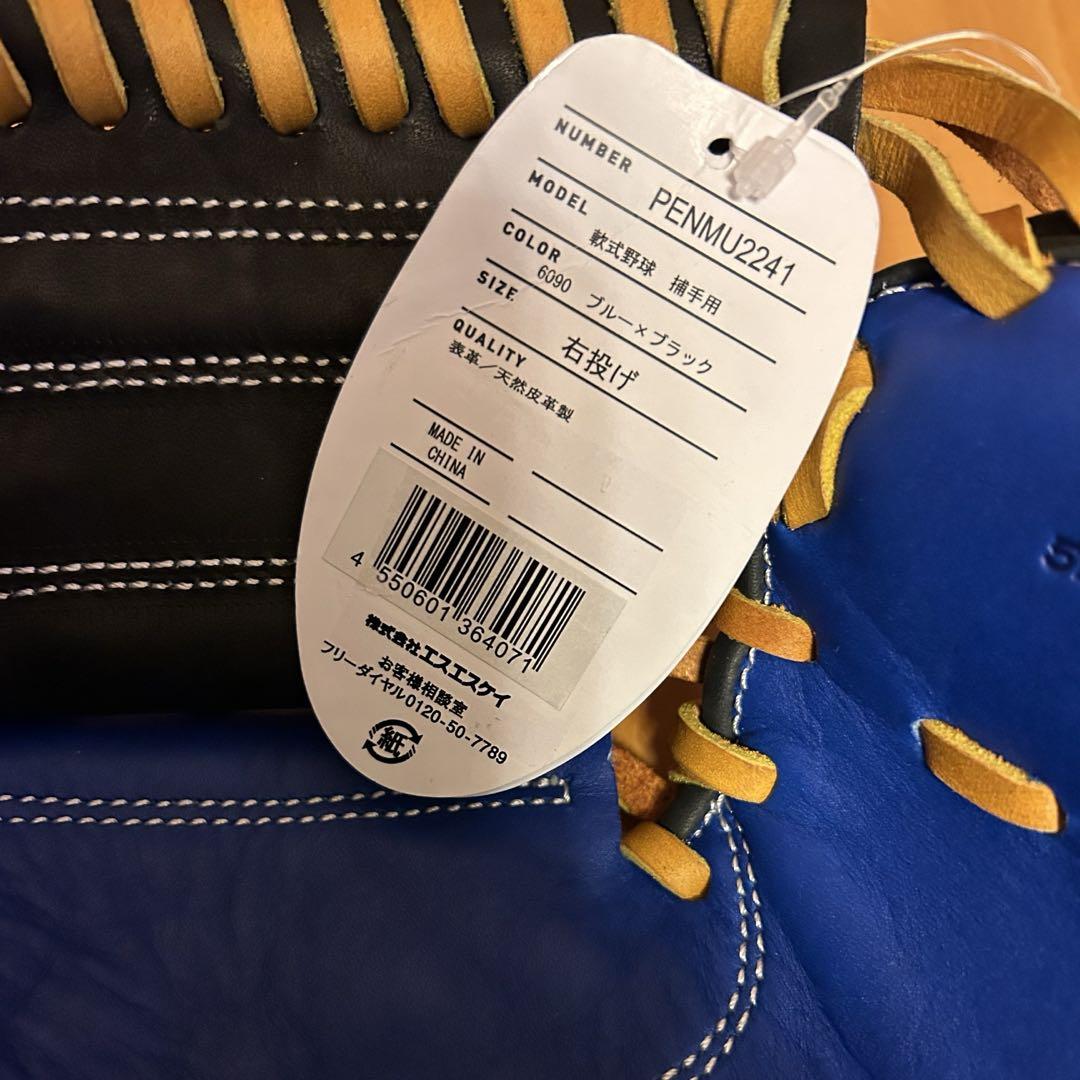 NUMBER
PENMU2241
MODEL
軟式野球 捕手用
COLOR
6090 ブルー×ブラック
SIZE
右投げ
QUALITY
表革/天然皮革製
MADE IN
CHINA
4 550601 364071
株式会社エスエスケイ
お客様相談室
フリーダイヤル0120-50-7789
紙